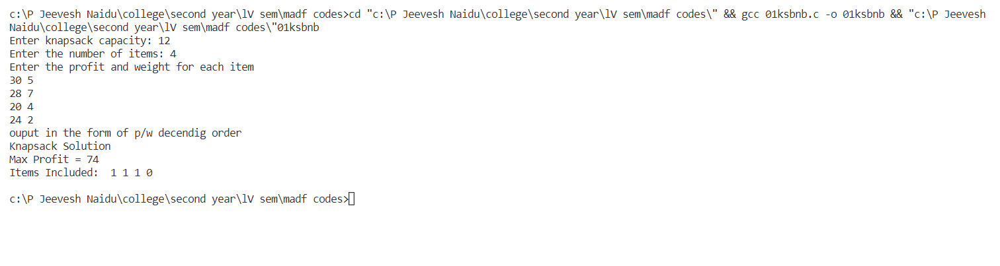 c:\P Jeevesh Naidu\college\second year\lV sem\madf codes>cd "c:\P Jeevesh Naidu\college\second year\lV sem\madf codes\" && gcc 01ksbnb.c -o 01ksbnb && "c:\P Jeevesh
Naidu\college\second year\lV sem\madf codes\"01ksbnb
Enter knapsack capacity: 12
Enter the number of items: 4
Enter the profit and weight for each item
30 5
28 7
20 4
24 2
ouput in the form of p/w decendig order
Knapsack Solution
Max Profit = 74
Items Included:  1 1 1 0
c:\P Jeevesh Naidu\college\second year\lV sem\madf codes>